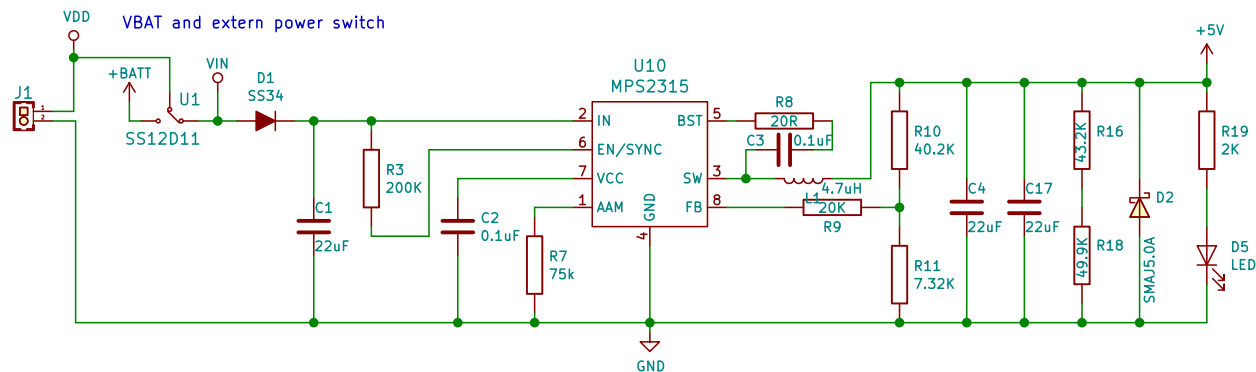 VBAT and extern power switch
VDD
J1
1
2
+BATT
U1
SS12D11
VIN
D1
SS34
C1
22uF
R3
200K
C2
0.1uF
R7
75k
U10
MPS2315
2
IN
6
EN/SYNC
7
VCC
1
AAM
BST
5
SW
3
FB
8
GND
4
GND
R8
20R
C3
0.1uF
4.7uH
L1
20K
R9
R10
40.2K
R11
7.32K
C4
22uF
C17
22uF
43.2K
R16
49.9K
R18
D2
SMAJ5.0A
+5V
R19
2K
D5
LED